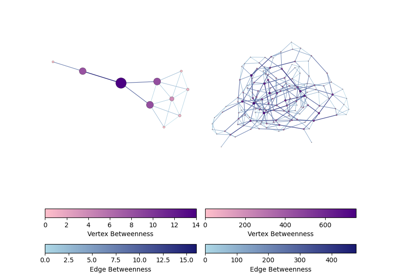 0 2 4 6 8 10 12 14
Vertex Betweenness
0 200 400 600
Vertex Betweenness
0.0 2.5 5.0 7.5 10.0 12.5 15.0
Edge Betweenness
0 100 200 300 400
Edge Betweenness